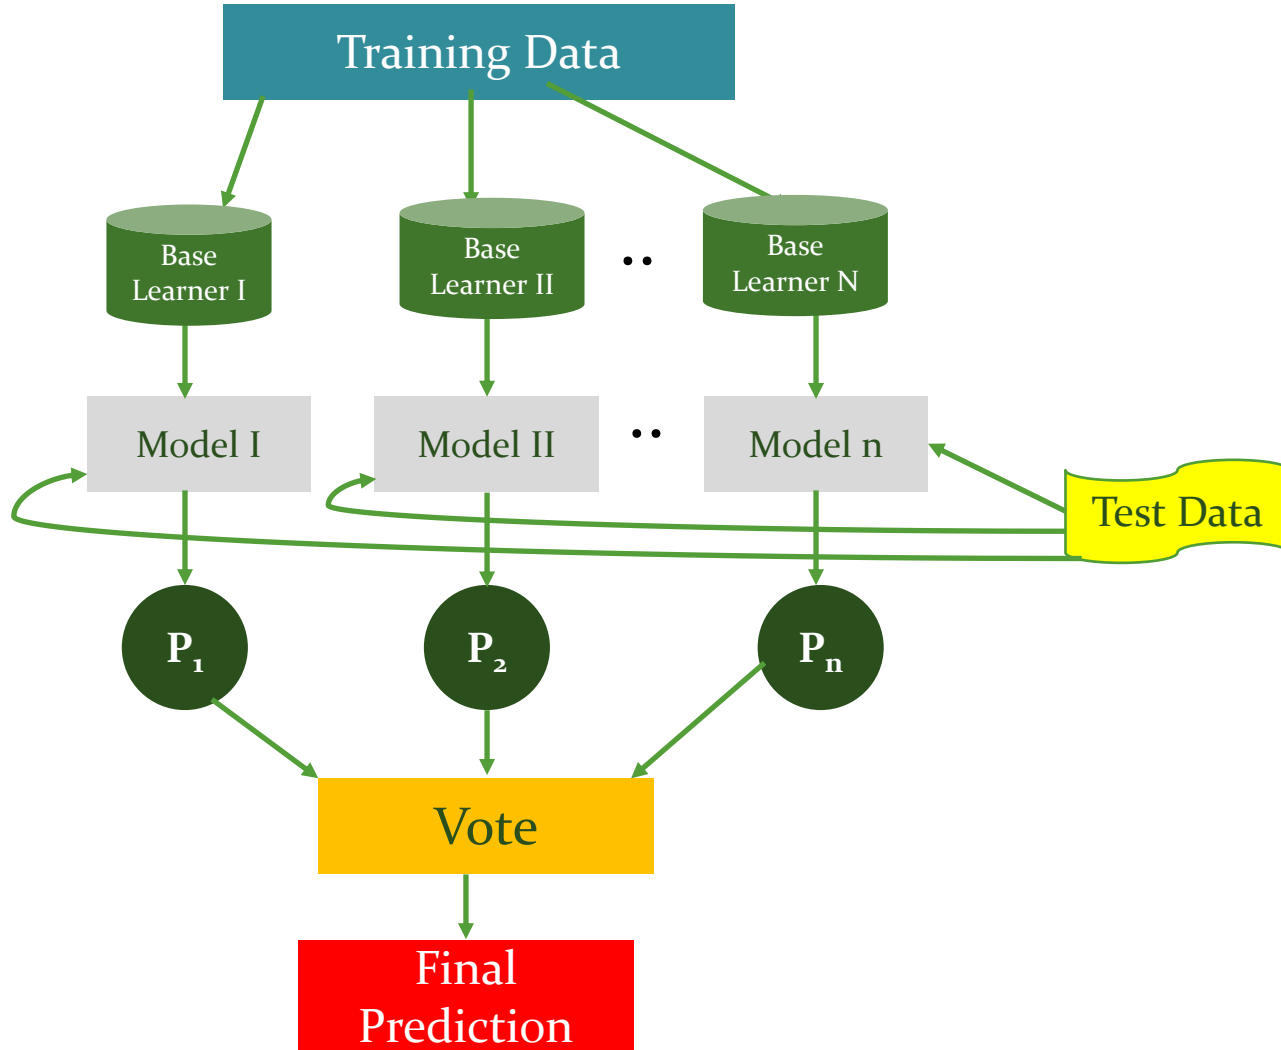 Training Data
Base
Learner I
Base
Learner II
..
Base
Learner N
Model I
Model II
..
Model n
Test Data
P₁
P₂
Pₙ
Vote
Final
Prediction